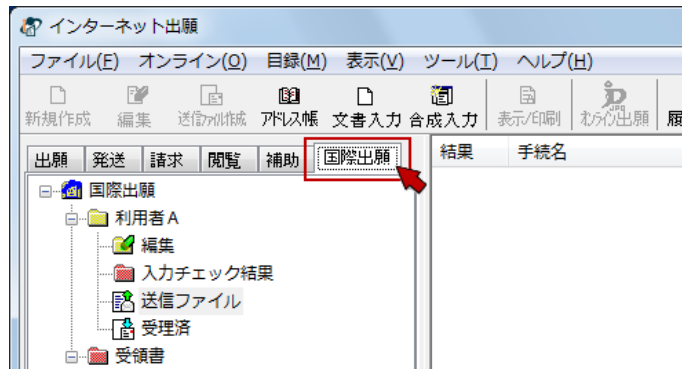 インターネット出願
ファイル(F) オンライン(O) 目録(M) 表示(V) ツール(T) ヘルプ(H)
新規作成 編集 送信ファイル作成 アドレス帳 文書入力 合成入力 表示/印刷 オンライン出願 履
出願 発送 請求 閲覧 補助 国際出願 結果 手続名
国際出願
利用者A
編集
入力チェック結果
送信ファイル
受理済
受領書